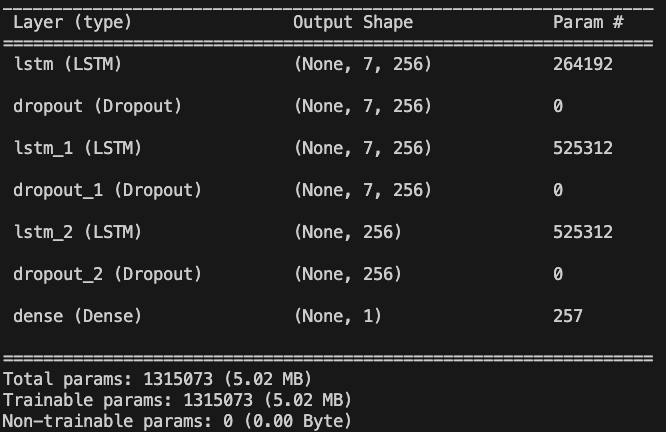 Layer (type) Output Shape Param #
lstm (LSTM) (None, 7, 256) 264192
dropout (Dropout) (None, 7, 256) 0
lstm_1 (LSTM) (None, 7, 256) 525312
dropout_1 (Dropout) (None, 7, 256) 0
lstm_2 (LSTM) (None, 256) 525312
dropout_2 (Dropout) (None, 256) 0
dense (Dense) (None, 1) 257
Total params: 1315073 (5.02 MB)
Trainable params: 1315073 (5.02 MB)
Non-trainable params: 0 (0.00 Byte)